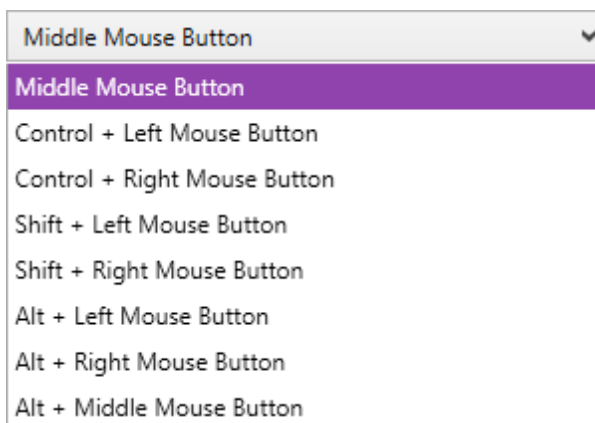 Middle Mouse Button
Middle Mouse Button
Control + Left Mouse Button
Control + Right Mouse Button
Shift + Left Mouse Button
Shift + Right Mouse Button
Alt + Left Mouse Button
Alt + Right Mouse Button
Alt + Middle Mouse Button